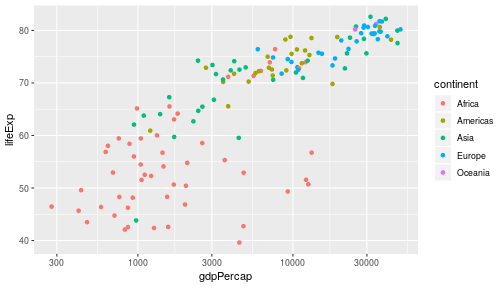 80
70
60
50
40
lifeExp
300
1000
3000
10000
30000
gdpPercap
continent
Africa
Americas
Asia
Europe
Oceania